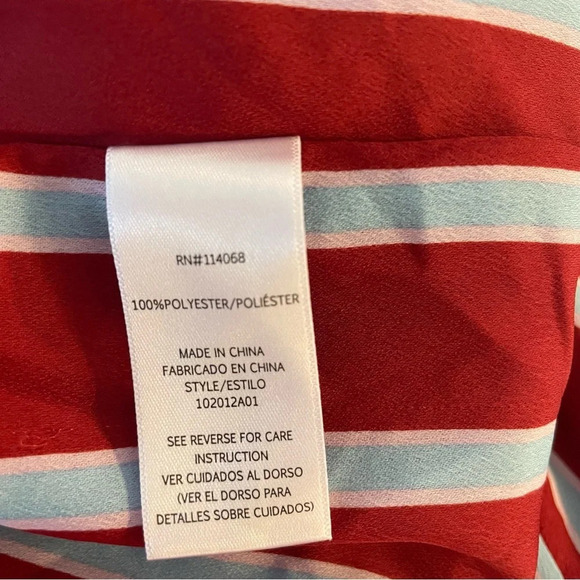 RN#114068
100%POLYESTER/POLIÉSTER
MADE IN CHINA
FABRICADO EN CHINA
STYLE/ESTILO
102012A01
SEE REVERSE FOR CARE
INSTRUCTION
VER CUIDADOS AL DORSO
(VER EL DORSO PARA
DETALLES SOBRE CUIDADOS)